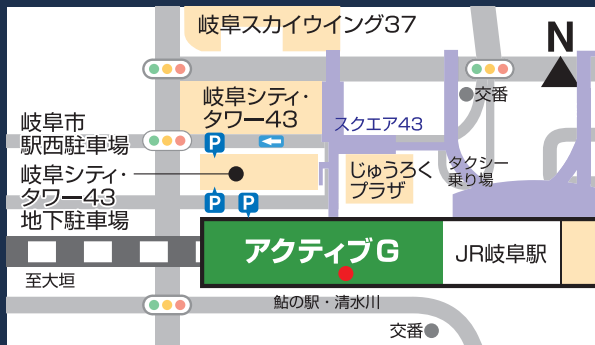 岐阜スカイウイング37
N
交番
岐阜シティ・
タワー43
スクエア43
岐阜市
駅西駐車場
P
岐阜シティ・
タワー43
地下駐車場
じゅうろく
プラザ
タクシー
乗り場
P
P
アクティブG
JR岐阜駅
至大垣
鮎の駅・清水川
交番